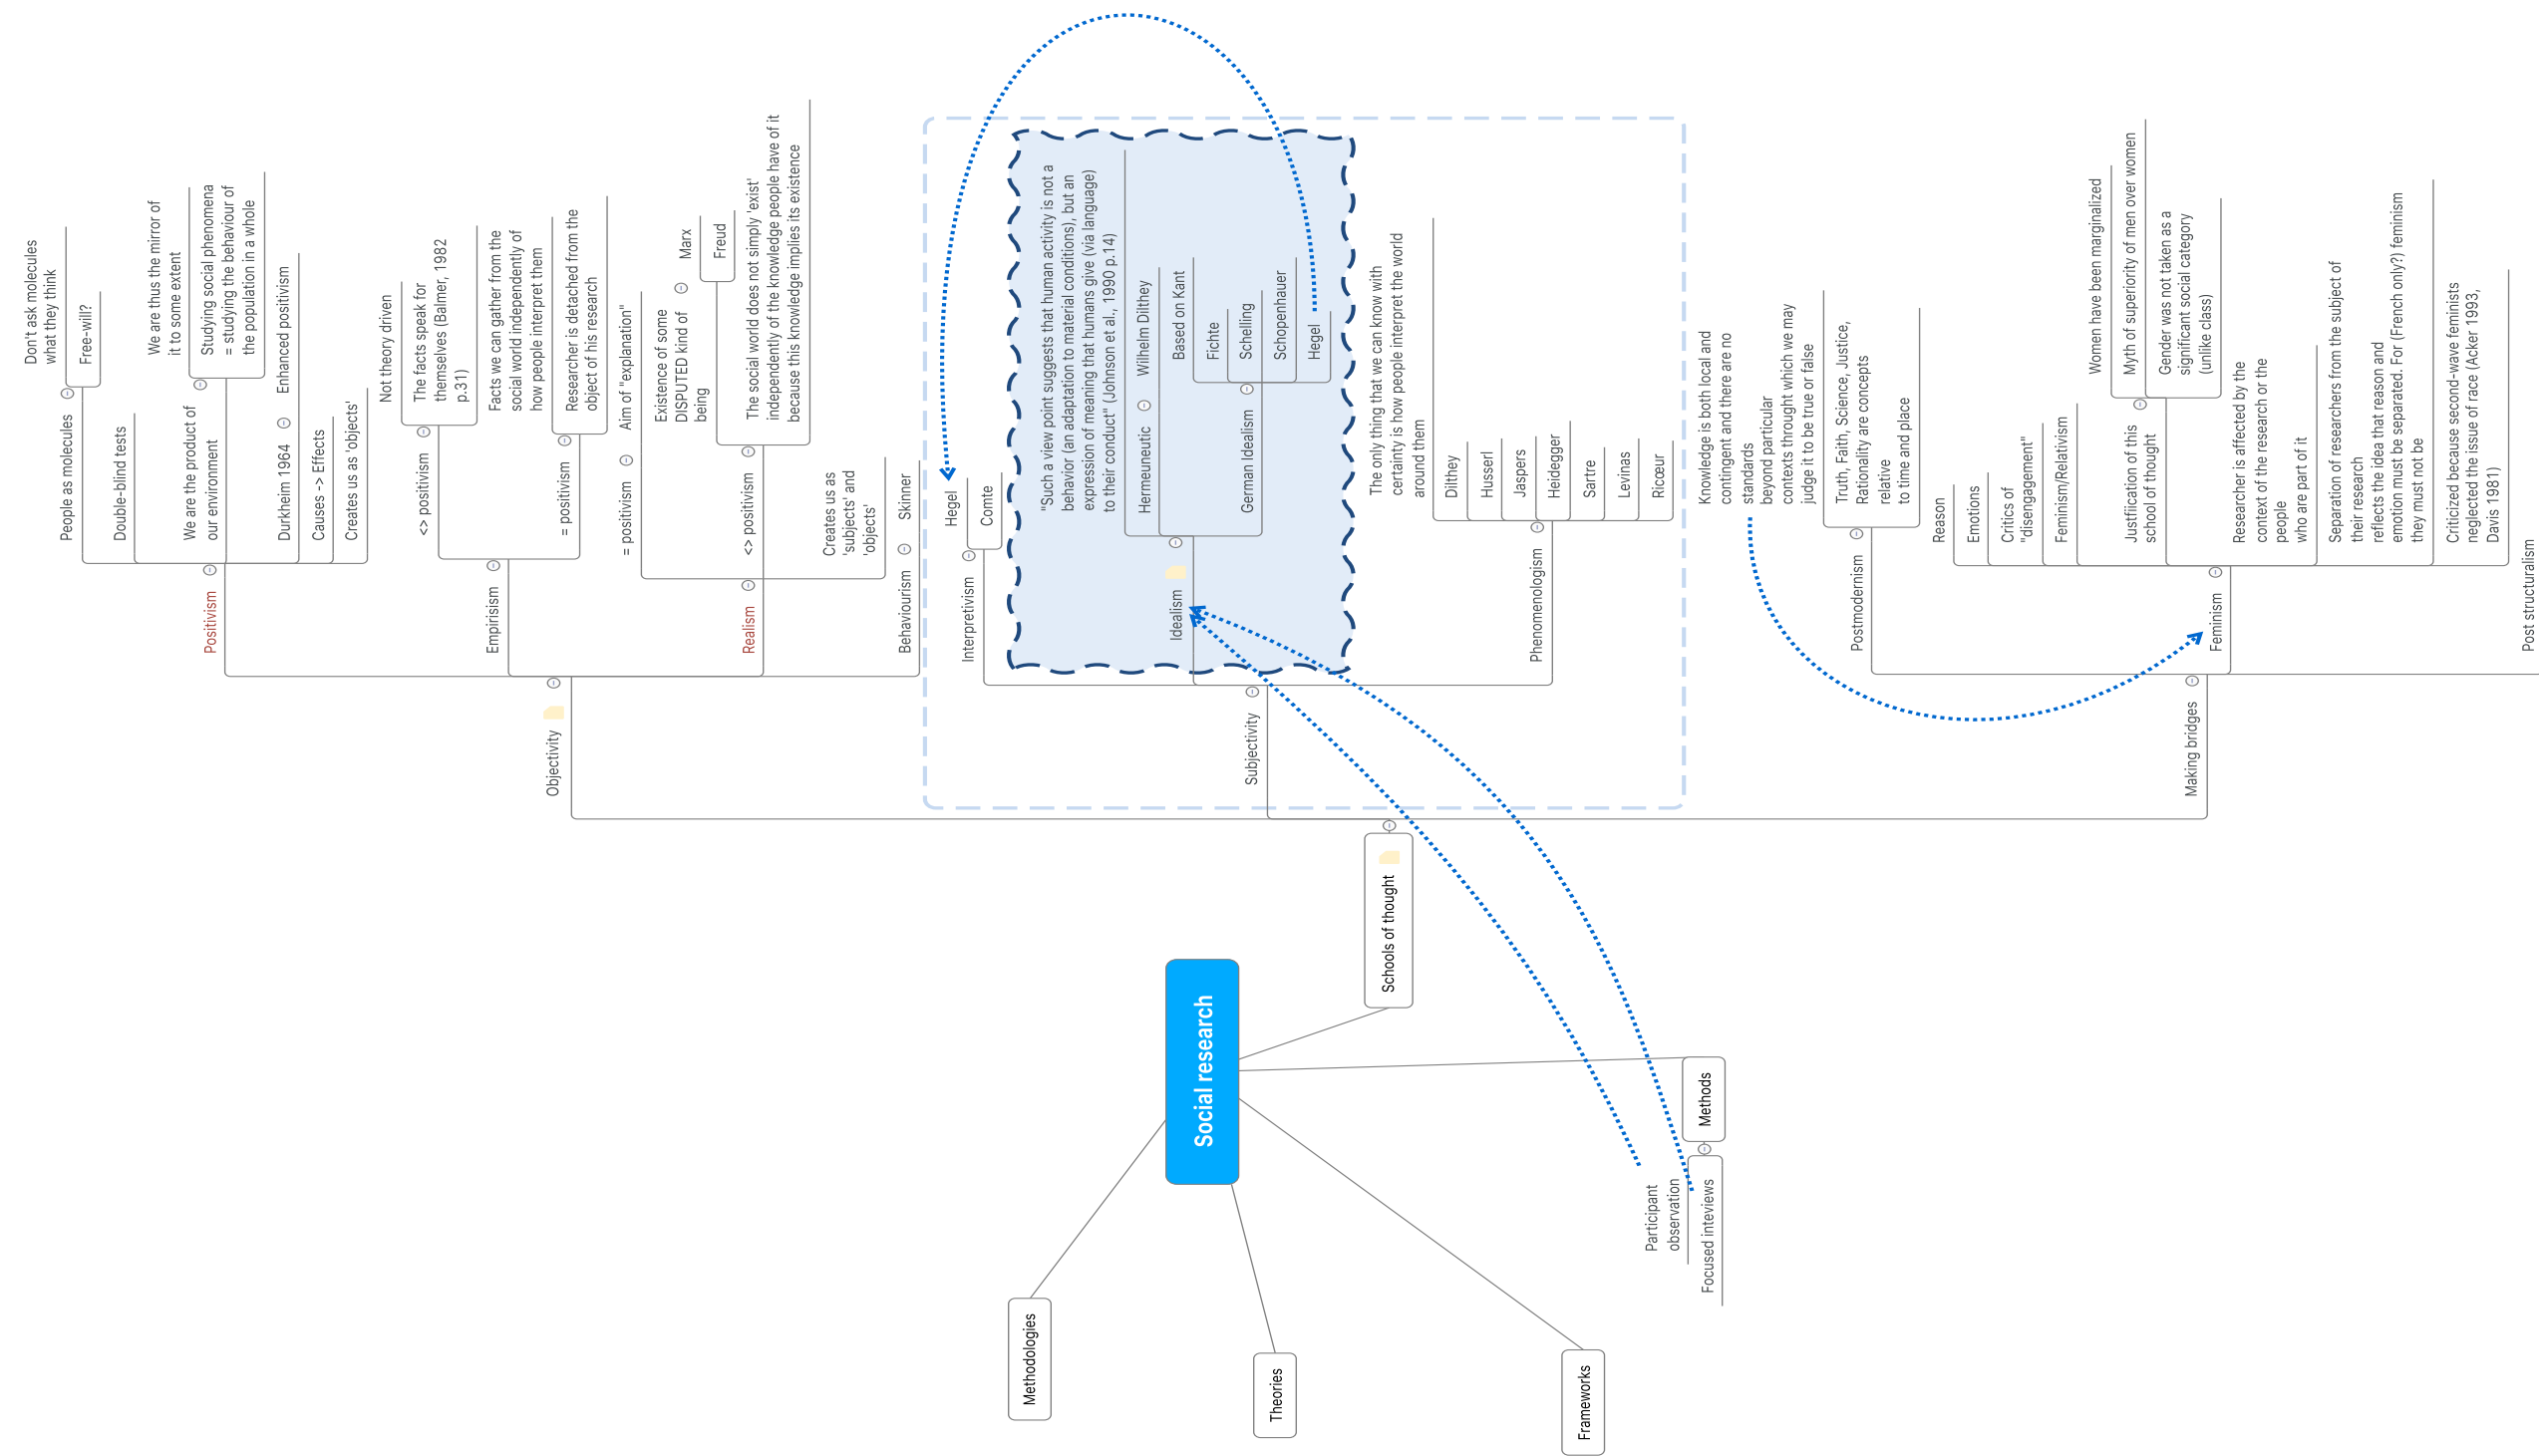 Social research
Schools of thought
Objectivity
Positivism
People as molecules
Don't ask molecules
what they think
Free-will?
Double-blind tests
We are the product of
our environment
We are thus the mirror of
it to some extent
Studying social phenomena
= studying the behaviour of
the population in a whole
Durkheim 1964
Enhanced positivism
Causes -> Effects
Creates us as 'objects'
Empirisism
<> positivism
Not theory driven
The facts speak for
themselves (Balmer, 1982
p.31)
= positivism
Facts we can gather from the
social world independently of
how people interpret them
Researcher is detached from the
object of his research
Realism
= positivism
Aim of "explanation"
<> positivism
Existence of some
DISPUTED kind of
being
Marx
Freud
The social world does not simply 'exist'
independently of the knowledge people have of it
because this knowledge implies its existence
Creates us as
'subjects' and
'objects'
Behaviourism
Skinner
Subjectivity
Interpretivism
Hegel
Comte
Idealism
"Such a view point suggests that human activity is not a
behavior (an adaptation to material conditions), but an
expression of meaning that humans give (via language)
to their conduct" (Johnson et al., 1990 p.14)
Hermeuneutic
Wilhelm Dilthey
German Idealism
Based on Kant
Fichte
Schelling
Schopenhauer
Hegel
Phenomenologism
The only thing that we can know with
certainty is how people interpret the world
around them
Dilthey
Husserl
Jaspers
Heidegger
Sartre
Levinas
Ricœur
Making bridges
Postmodernism
Knowledge is both local and
contingent and there are no
standards
beyond particular
contexts thought which we may
judge it to be true or false
Truth, Faith, Science, Justice,
Rationality are concepts
relative
to time and place
Feminism
Reason
Emotions
Critics of
"disengagement"
Feminism/Relativism
Justfiication of this
school of thought
Women have been marginalized
Myth of superiority of men over women
Gender was not taken as a
significant social category
(unlike class)
Researcher is affected by the
context of the research or the
people
who are part of it
Separation of researchers from the subject of
their research
reflects the idea that reason and
emotion must be separated. For (French only?) feminism
they must not be
Criticized because second-wave feminists
neglected the issue of race (Acker 1993,
Davis 1981)
Post structuralism
Methods
Participant
observation
Focused inteviews
Methodologies
Theories
Frameworks